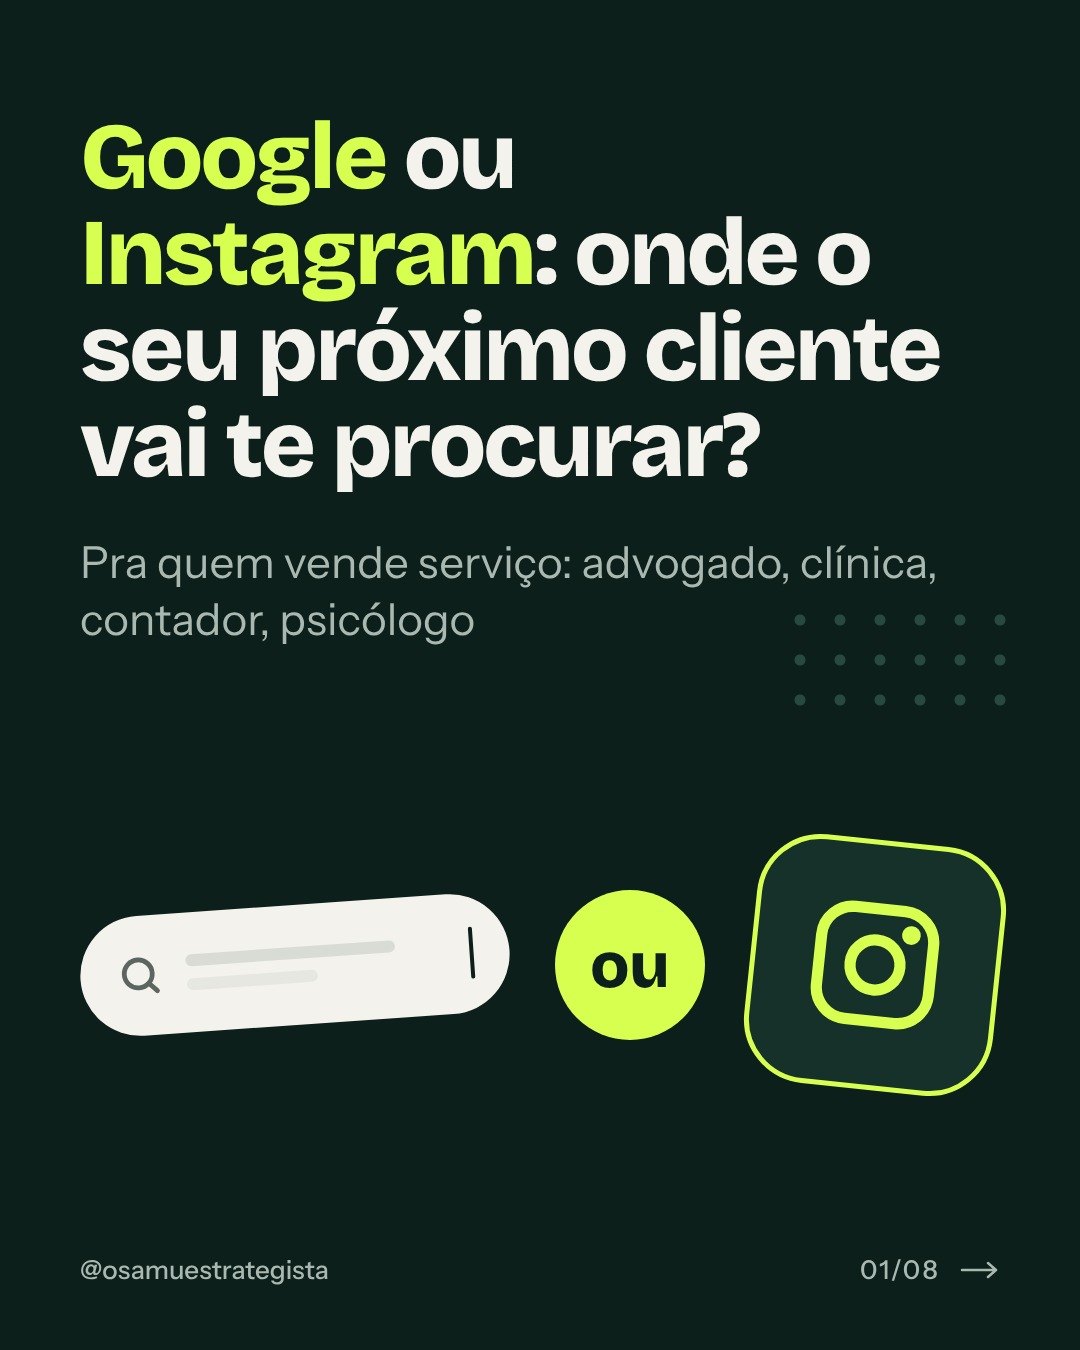 Google ou
Instagram: onde o
seu próximo cliente
vai te procurar?
Pra quem vende serviço: advogado, clínica,
contador, psicólogo
ou
@osamuestrategista
01/08